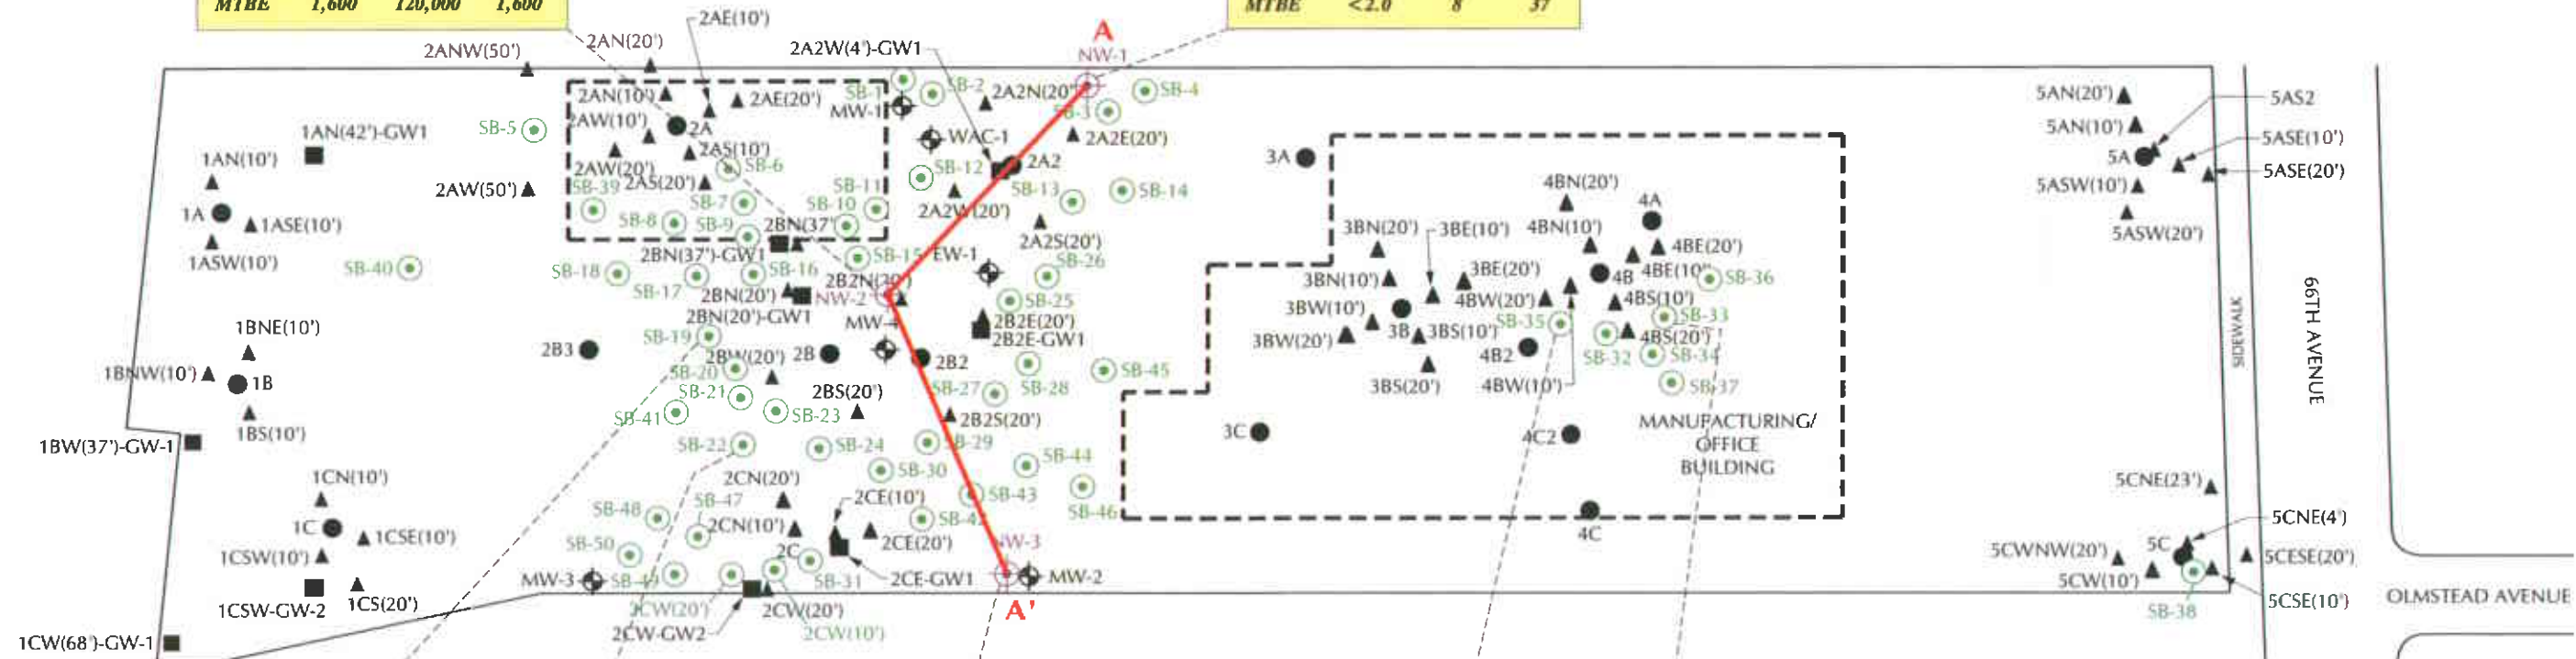 MTBE 1,600 120,000 1,600
MTBE <2.0 8 37
2AE(10')
2AN(20')
2ANW(50')
2A2W(4')-GW1
A
NW-1
SB-1
SB-2
2A2N(20')
SB-4
2AN(10')
2AE(20')
MW-1
SB-3
5AN(20')
5AS2
SB-5
2AW(10')
2A
WAC-1
2A2E(20')
5AN(10')
5ASE(10')
1AN(42')-GW1
1AN(10')
2AW(20')
2AS(10')
SB-6
SB-12
2A2
3A
5A
5ASE(20')
2AW(50')
SB-39
2AS(20')
SB-11
SB-13
SB-14
4BN(20')
4A
5ASW(10')
1A
1ASE(10')
SB-7
SB-10
2A2W(20')
SB-8
SB-9
2BN(37'
3BN(20')
3BE(10')
4BN(10')
5ASW(20')
1ASW(10')
SB-40
2A2S(20')
4BE(20')
2BN(37')-GW1
SB-15
EW-1
SB-26
SB-18
SB-16
3BE(20')
4B
4BE(10'
SB-36
SB-17
2B2N(20')
3BN(10')
2BN(20')
NW-2
SB-25
4BW(20')
4BS(10')
2BN(20')-GW1
MW-4
2B2E(20')
3BW(10')
SB-35
SB-33
1BNE(10')
SB-19
2B2E-GW1
3B
3BS(10')
4BS(20')
3BW(20')
2B3
2BW(20')
2B
2B2
4B2
SB-32
SB-34
1BNW(10')
1B
SB-20
SB-45
SB-21
2BS(20')
SB-27
SB-28
3BS(20')
4BW(10')
SB-37
SB-41
SB-23
2B2S(20')
1BS(10')
1BW(37')-GW-1
SB-22
SB-24
SB-29
3C
4C2
MANUFACTURING/
OFFICE
BUILDING
SIDEWALK
66TH AVENUE
1CN(10')
2CN(20')
SB-30
SB-44
5CNE(23')
SB-48
SB-47
2CE(10')
SB-43
SB-46
1C
2CN(10')
SB-42
5CNE(4')
1CSE(10')
4C
1CSW(10')
SB-50
2C
2CE(20')
NW-3
5CWNW(20')
5C
5CESE(20')
MW-3
SB-49
SB-31
2CE-GW1
MW-2
5CW(10')
1CSW-GW-2
1CS(20')
2CW(20')
2CW(20')
A'
SB-38
5CSE(10')
OLMSTEAD AVENUE
2CW-GW2
2CW(10')
1CW(68')-GW-1